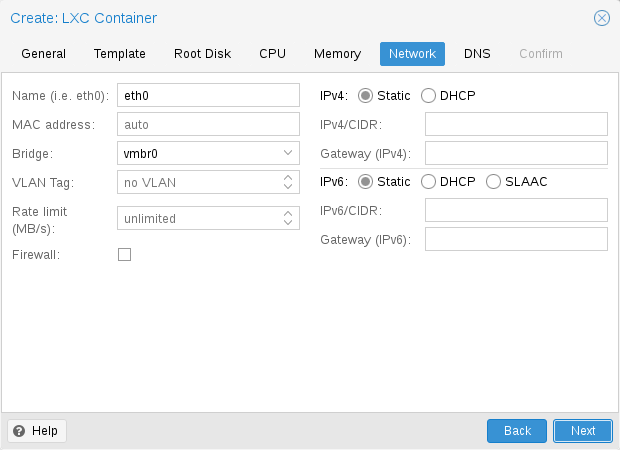 Create: LXC Container
General Template Root Disk CPU Memory Network DNS Confirm
Name (i.e. eth0): eth0
MAC address: auto
Bridge: vmbr0
VLAN Tag: no VLAN
Rate limit
(MB/s): unlimited
Firewall:
IPv4: Static DHCP
IPv4/CIDR:
Gateway (IPv4):
IPv6: Static DHCP SLAAC
IPv6/CIDR:
Gateway (IPv6):
Help Back Next